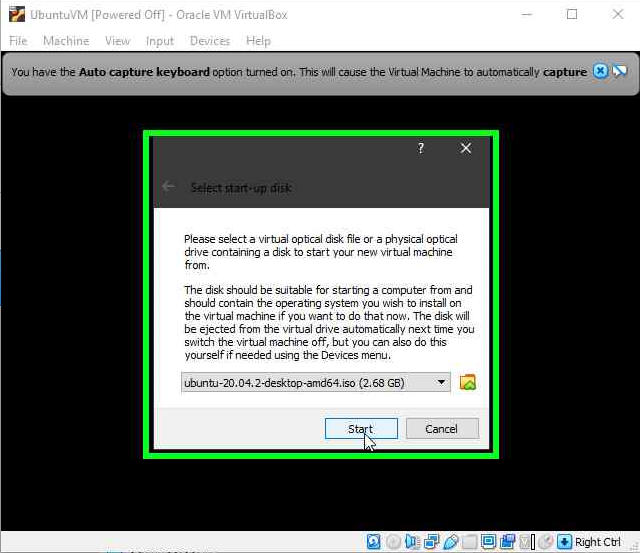 UbuntuVM [Powered Off] - Oracle VM VirtualBox
File Machine View Input Devices Help
You have the Auto capture keyboard option turned on. This will cause the Virtual Machine to automatically capture
?
Select start-up disk
Please select a virtual optical disk file or a physical optical
drive containing a disk to start your new virtual machine
from.
The disk should be suitable for starting a computer from and
should contain the operating system you wish to install on
the virtual machine if you want to do that now. The disk will
be ejected from the virtual drive automatically next time you
switch the virtual machine off, but you can also do this
yourself if needed using the Devices menu.
ubuntu-20.04.2-desktop-amd64.iso (2.68 GB)
Start Cancel
Right Ctrl